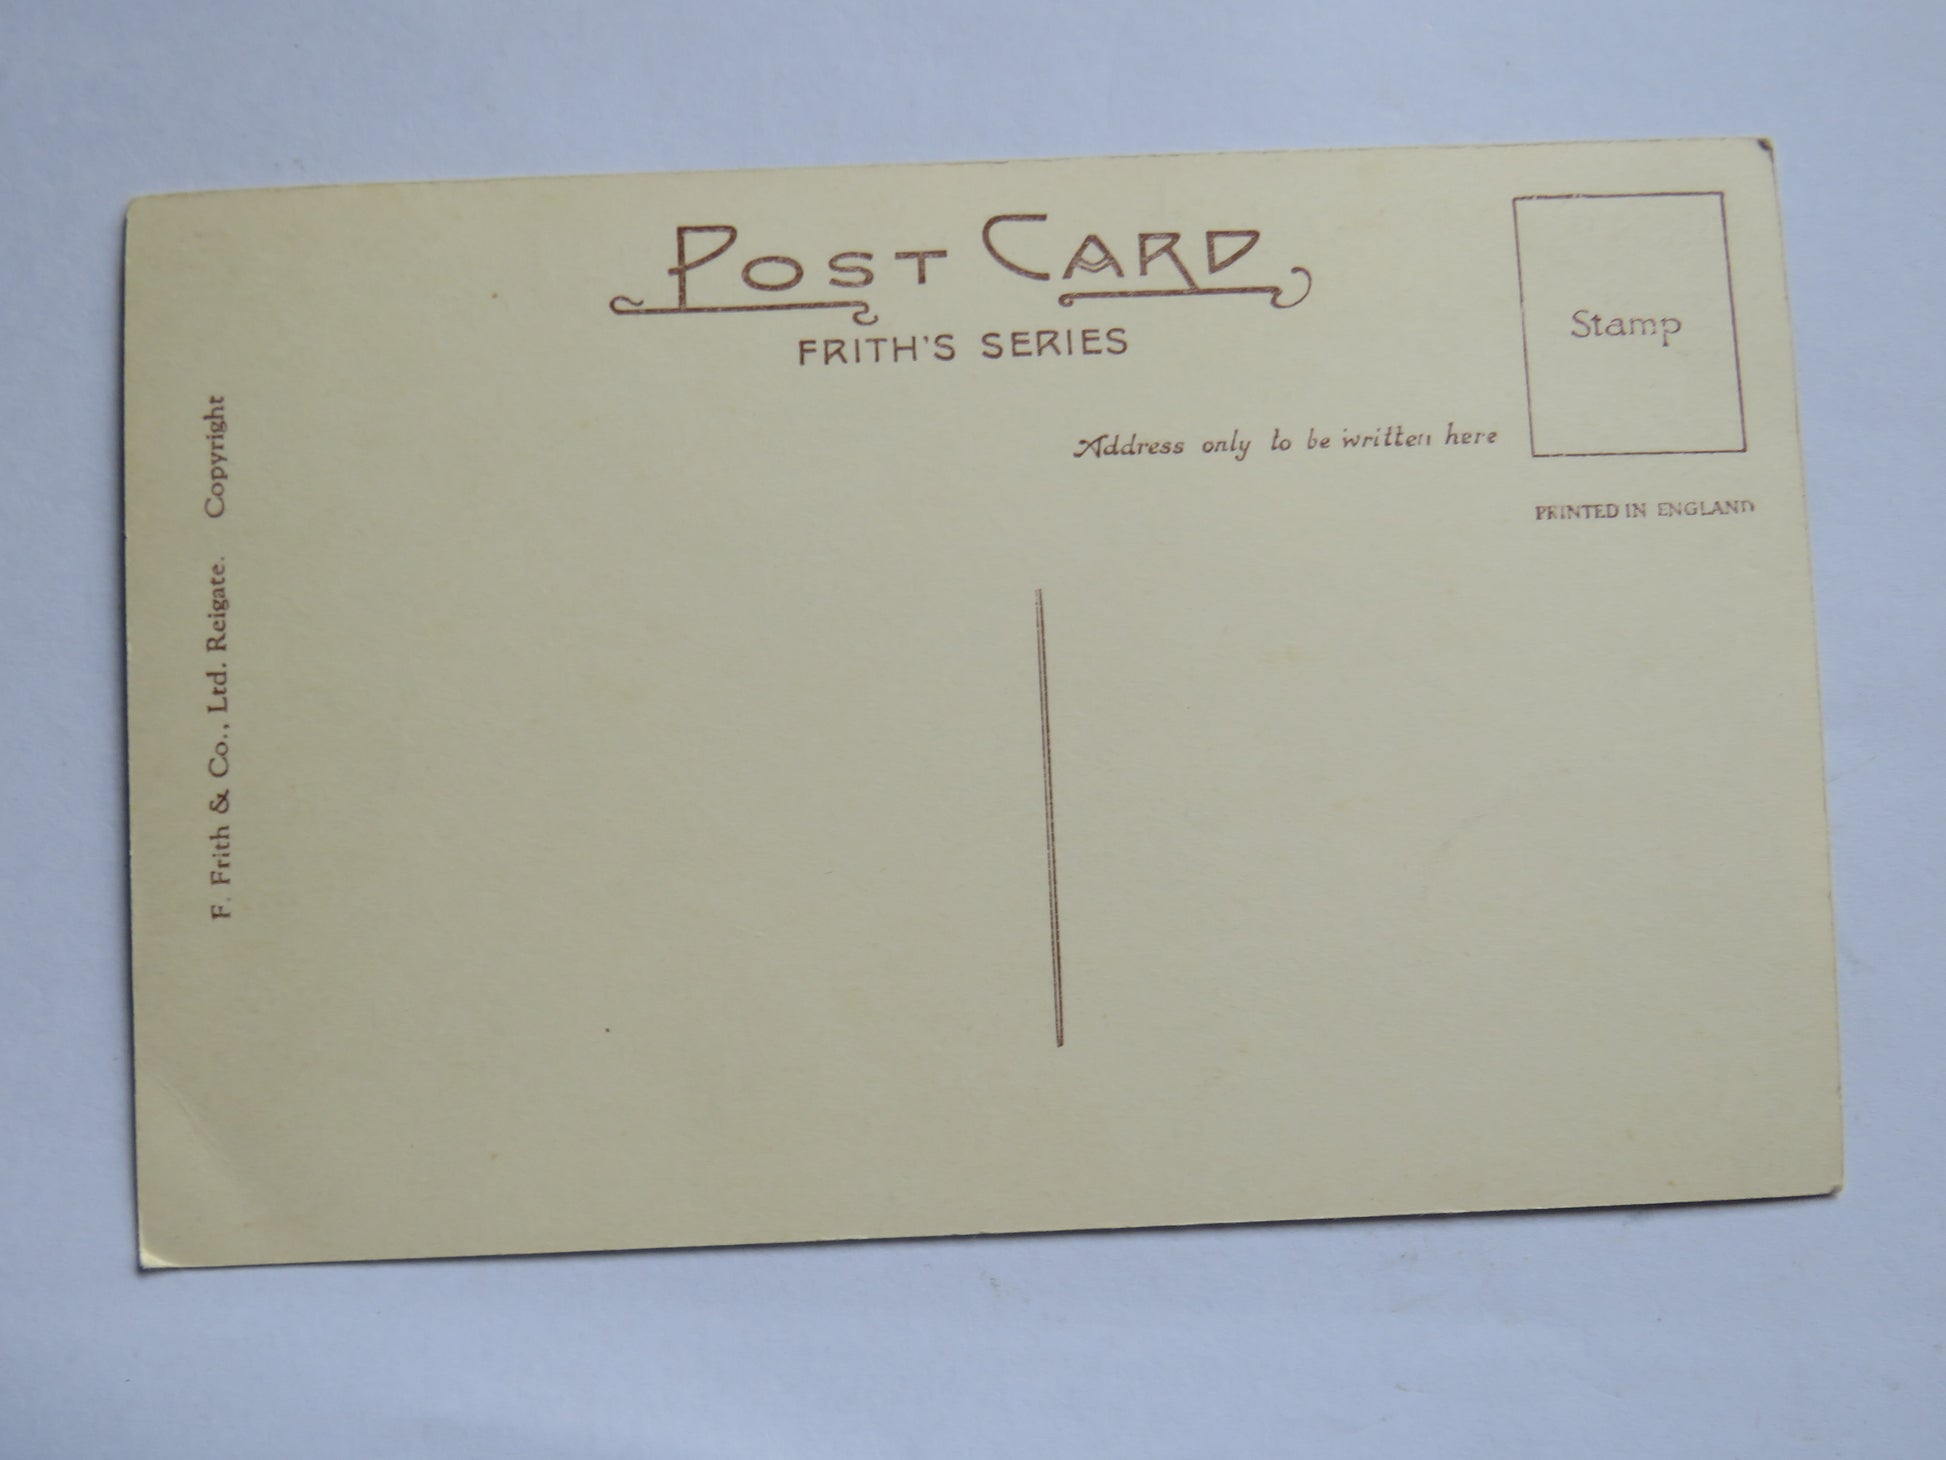 POST CARD
FRITH'S SERIES
Stamp
Address only to be written here
PRINTED IN ENGLAND
F. Frith & Co., Ltd. Reigate. Copyright